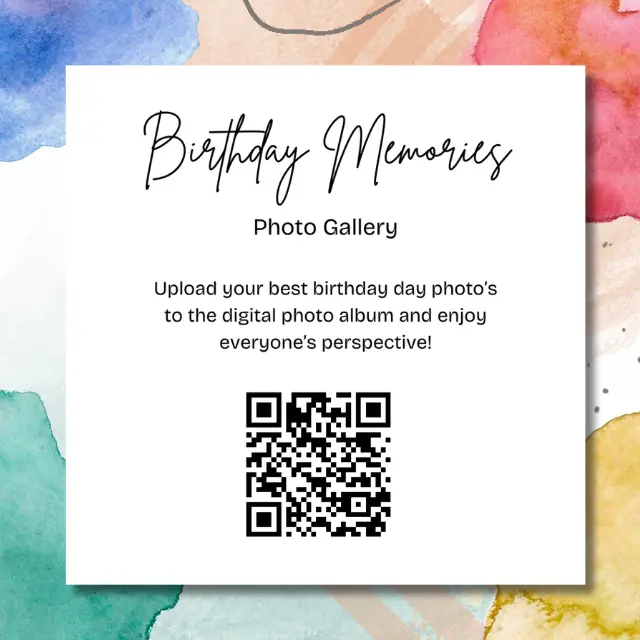 Birthday Memories
Photo Gallery
Upload your best birthday day photo's
to the digital photo album and enjoy
everyone's perspective!